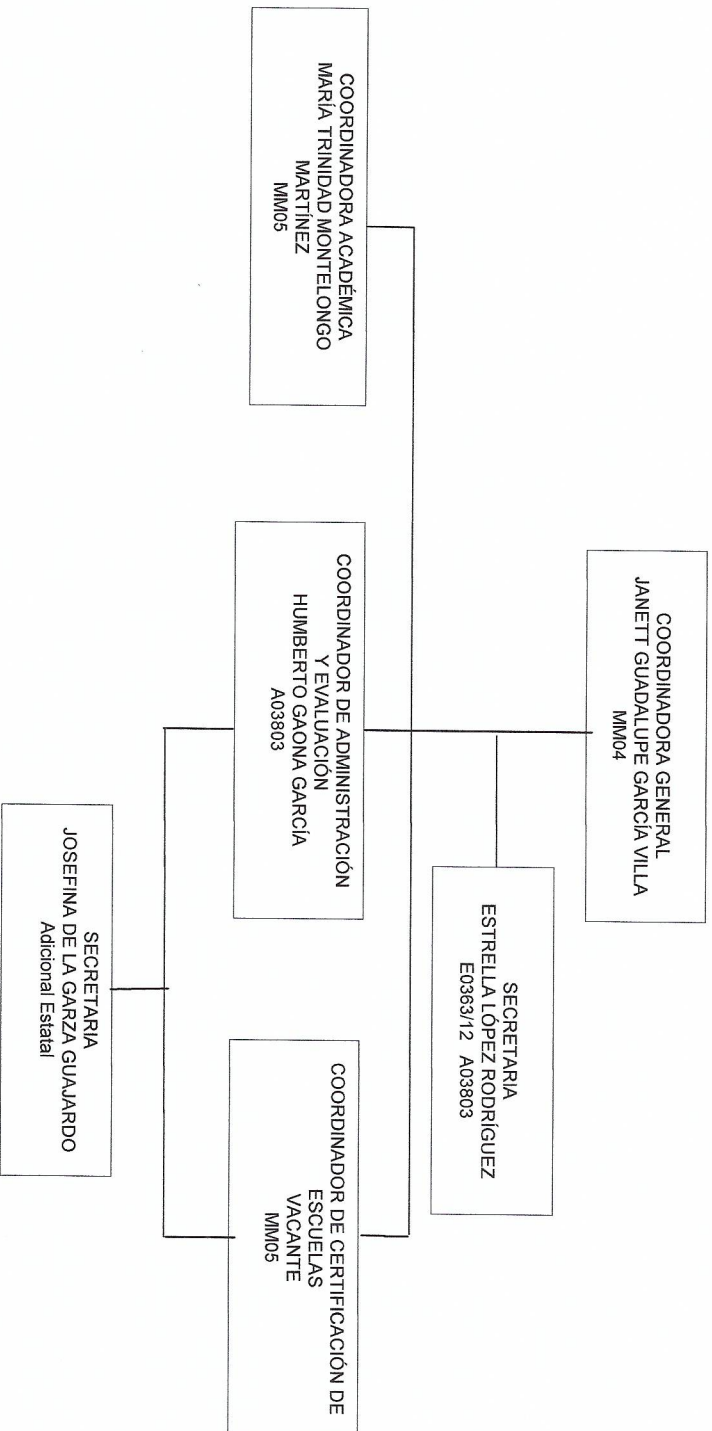 COORDINADORA GENERAL
JANETT GUADALUPE GARCÍA VILLA
MM04
SECRETARIA
ESTRELLA LÓPEZ RODRÍGUEZ
E0363/12 A03803
COORDINADORA ACADÉMICA
MARÍA TRINIDAD MONTELONGO
MARTÍNEZ
MM05
COORDINADOR DE ADMINISTRACIÓN
Y EVALUACIÓN
HUMBERTO GAONA GARCÍA
A03803
COORDINADOR DE CERTIFICACIÓN DE
ESCUELAS
VACANTE
MM05
SECRETARIA
JOSEFINA DE LA GARZA GUAJARDO
Adicional Estatal